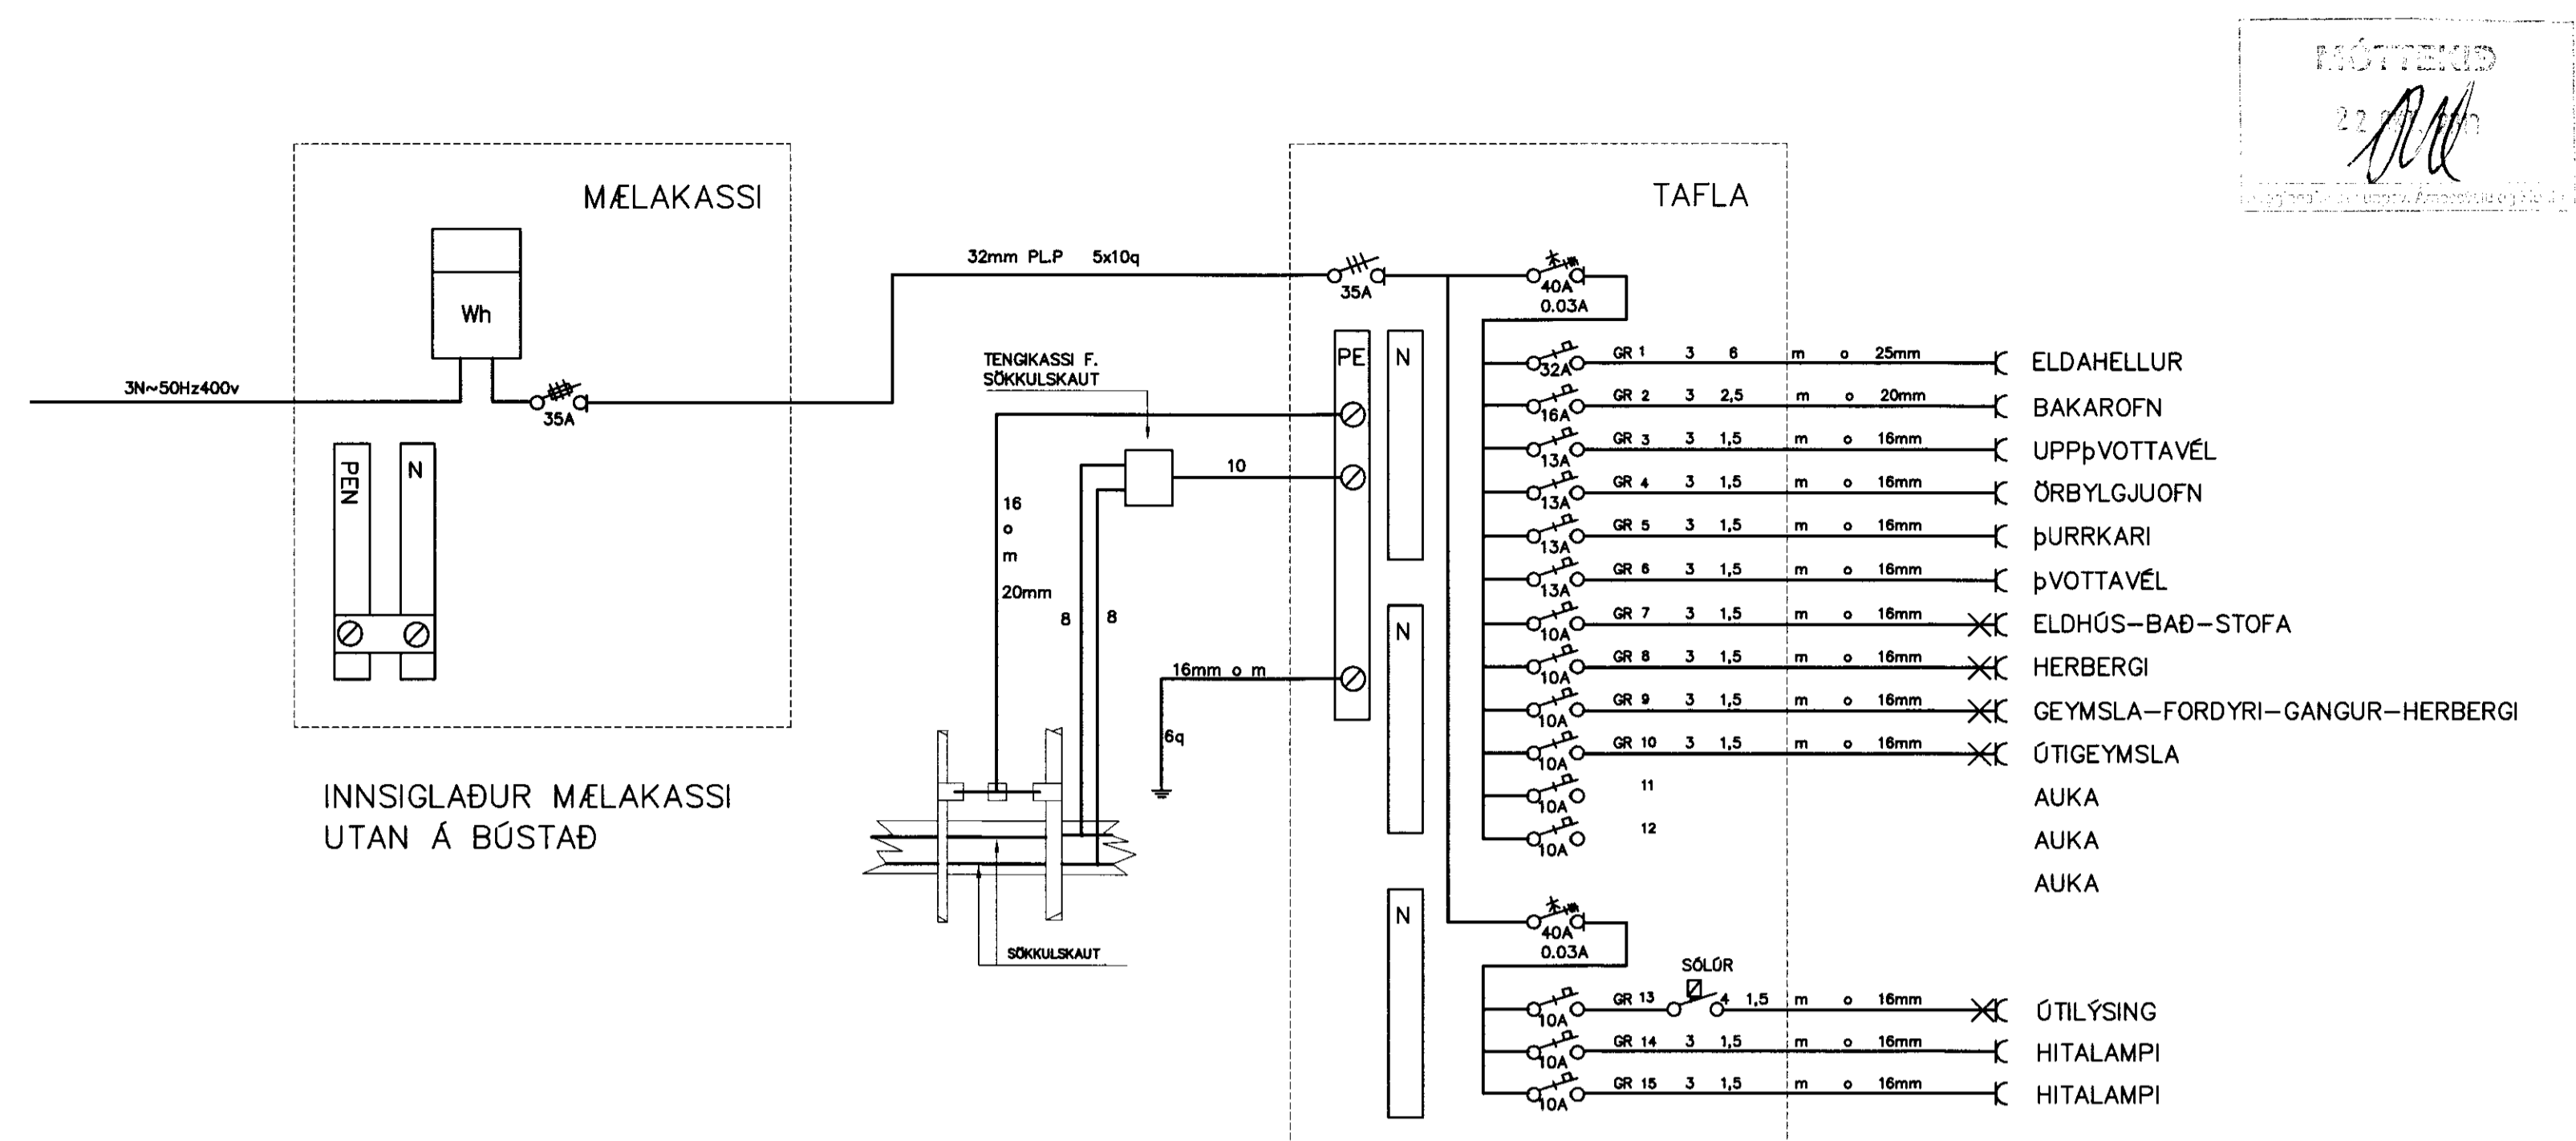 MÓTTEKIÐ
MÆLAKASSI
Wh
3N~50Hz400v
35A
PEN
N
INNSIGLAÐUR MÆLAKASSI
UTAN Á BÚSTAÐ
32mm PL.P 5x10q
TENGIKASSI F.
SÖKKULSKAUT
10
16
o
m
20mm
8
8
16mm o m
6q
SÖKKULSKAUT
TAFLA
35A
PE
N
N
N
40A
0.03A
32A GR 1 3 6 m o 25mm ELDAHELLUR
16A GR 2 3 2,5 m o 20mm BAKAROFN
13A GR 3 3 1,5 m o 16mm UPPÞVOTTAVÉL
13A GR 4 3 1,5 m o 16mm ÖRBYLGJUOFN
13A GR 5 3 1,5 m o 16mm ÞURRKARI
13A GR 6 3 1,5 m o 16mm ÞVOTTAVÉL
10A GR 7 3 1,5 m o 16mm ELDHÚS-BAÐ-STOFA
10A GR 8 3 1,5 m o 16mm HERBERGI
10A GR 9 3 1,5 m o 16mm GEYMSLA-FORDYRI-GANGUR-HERBERGI
10A GR 10 3 1,5 m o 16mm ÚTIGEYMSLA
10A 11 AUKA
10A 12 AUKA
AUKA
40A
0.03A
SÓLÚR
10A GR 13 4 1,5 m o 16mm ÚTILÝSING
10A GR 14 3 1,5 m o 16mm HITALAMPI
10A GR 15 3 1,5 m o 16mm HITALAMPI